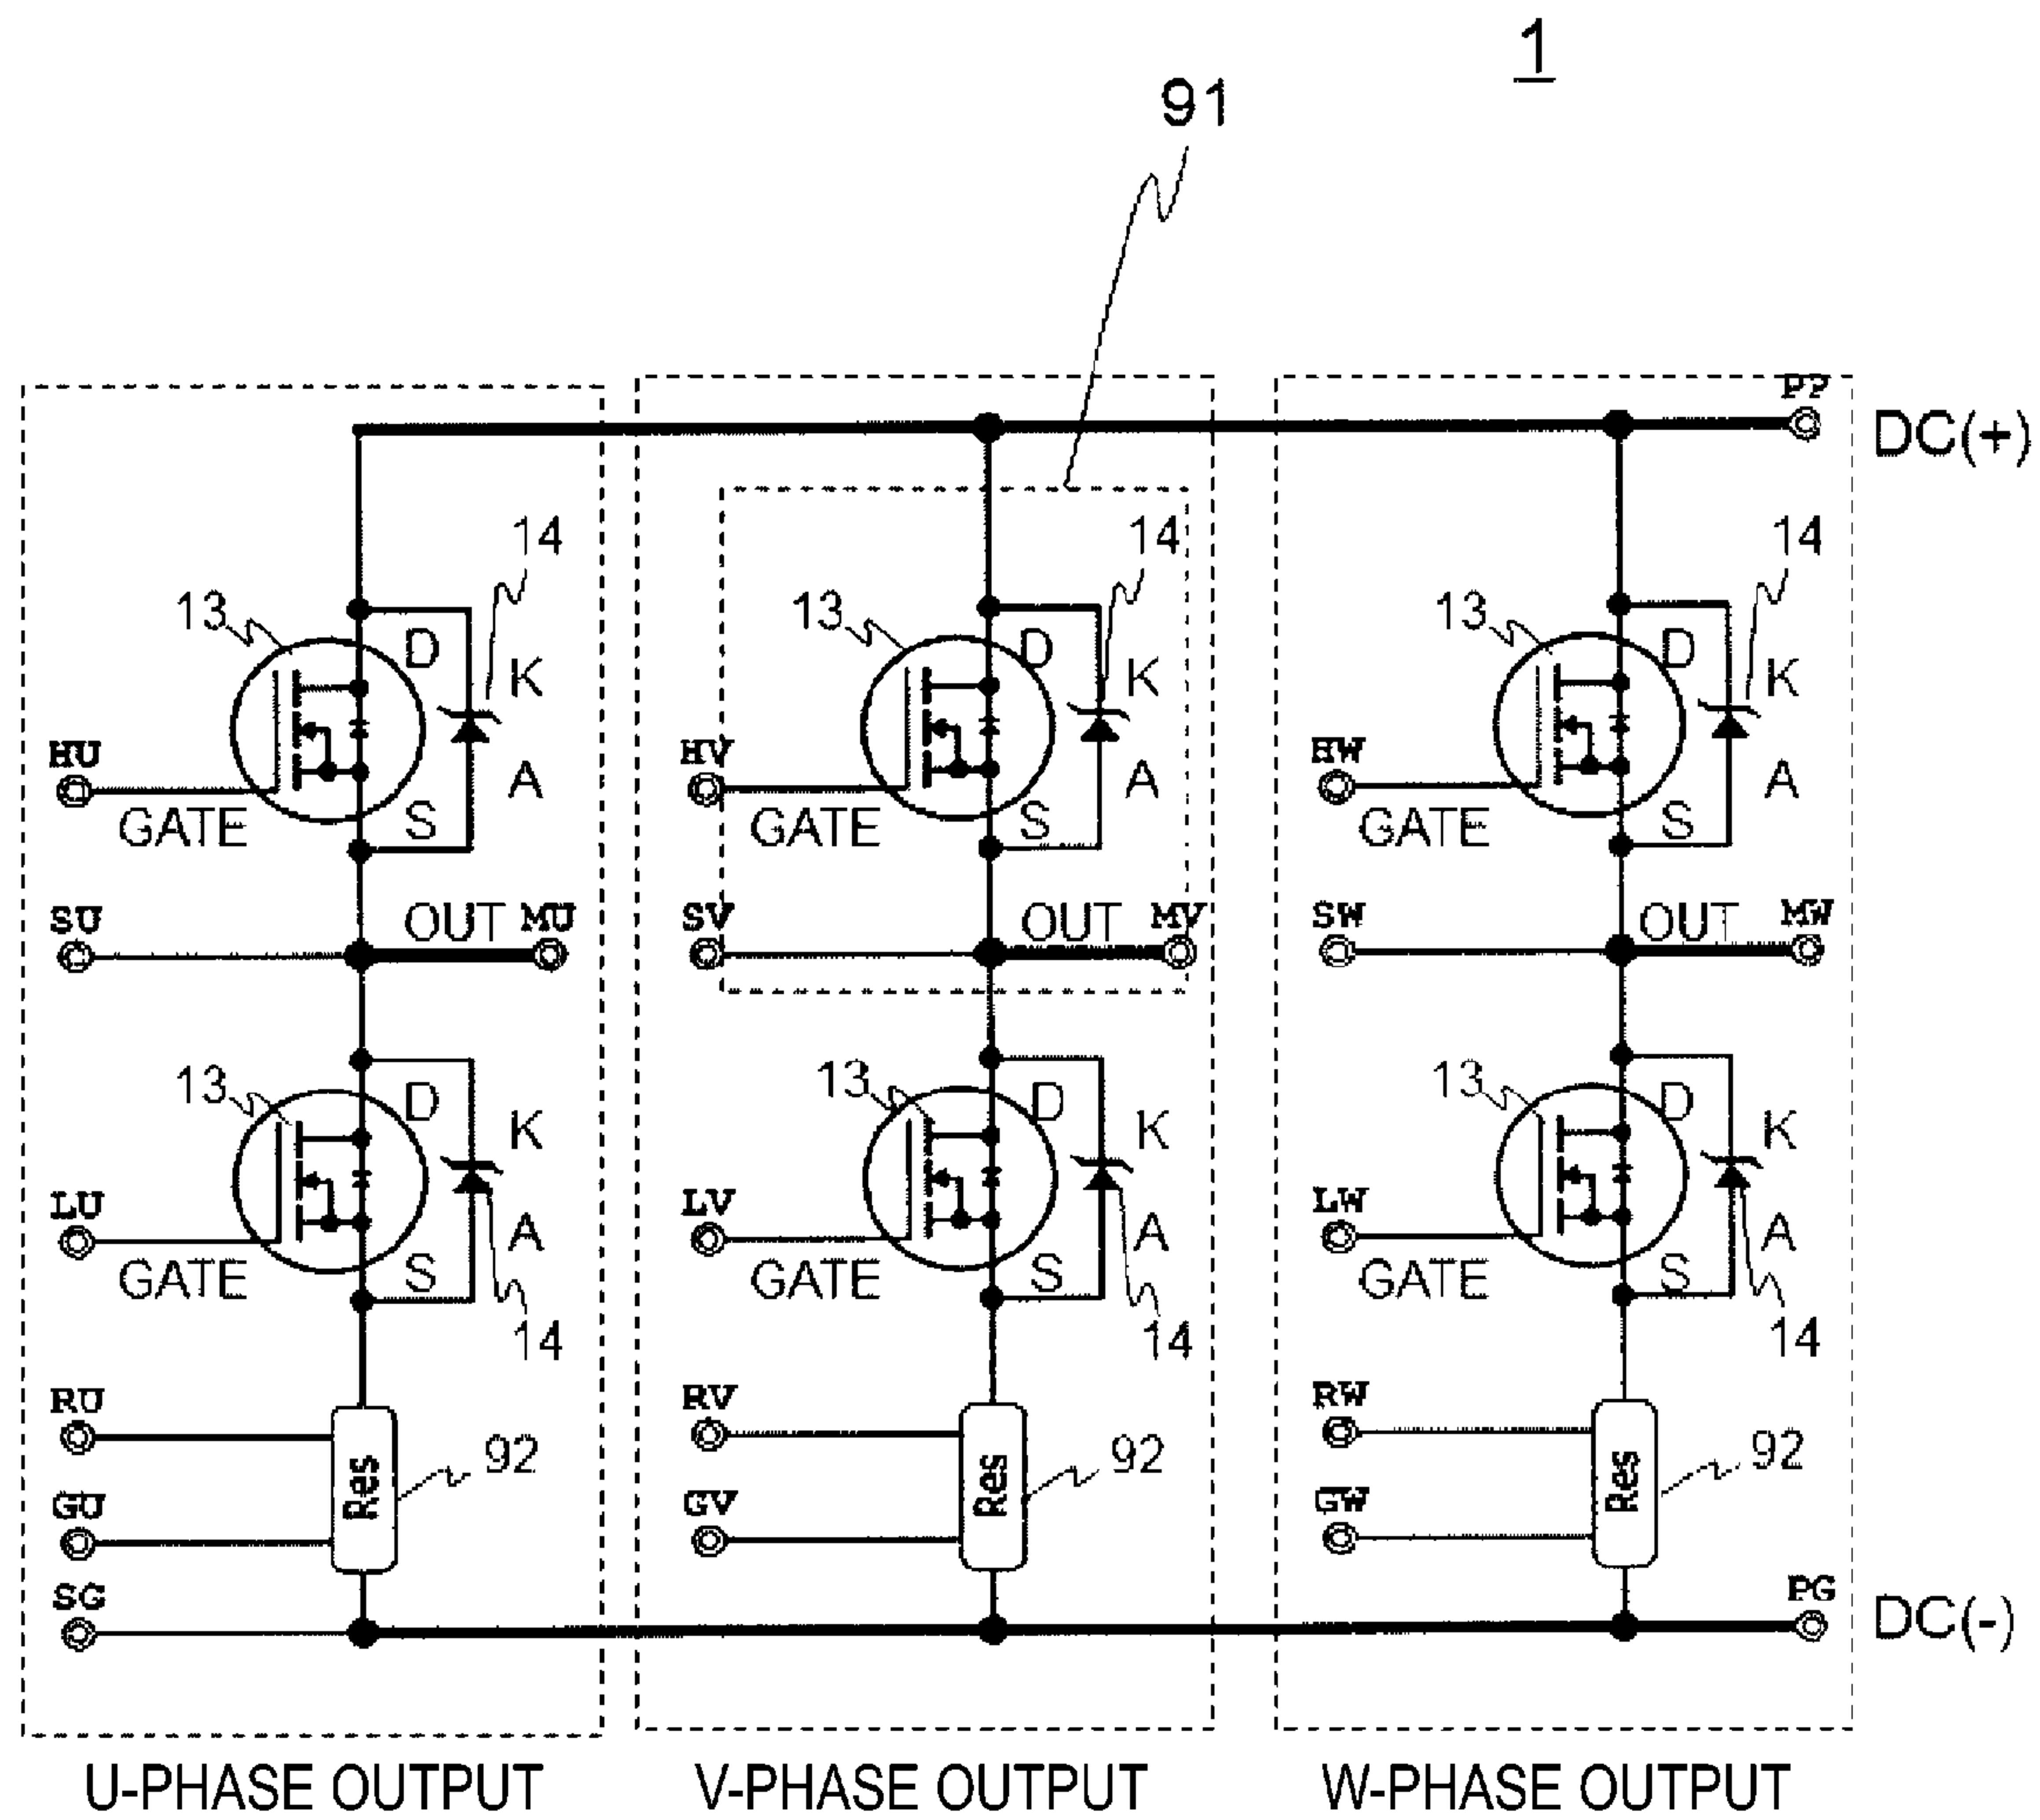 1
91
PP
DC(+)
14 14 14
13 D 13 D 13 D
K K K
HU HV HW
A A A
GATE S GATE S GATE S
SU OUT MU SV OUT MV SW OUT MW
13 D 13 D 13 D
K K K
LU LV LW
A A A
GATE S GATE S GATE S
14 14 14
RU RV RW
Res 92 Res 92 Res 92
GU GV GW
SG PG
DC(-)
U-PHASE OUTPUT V-PHASE OUTPUT W-PHASE OUTPUT